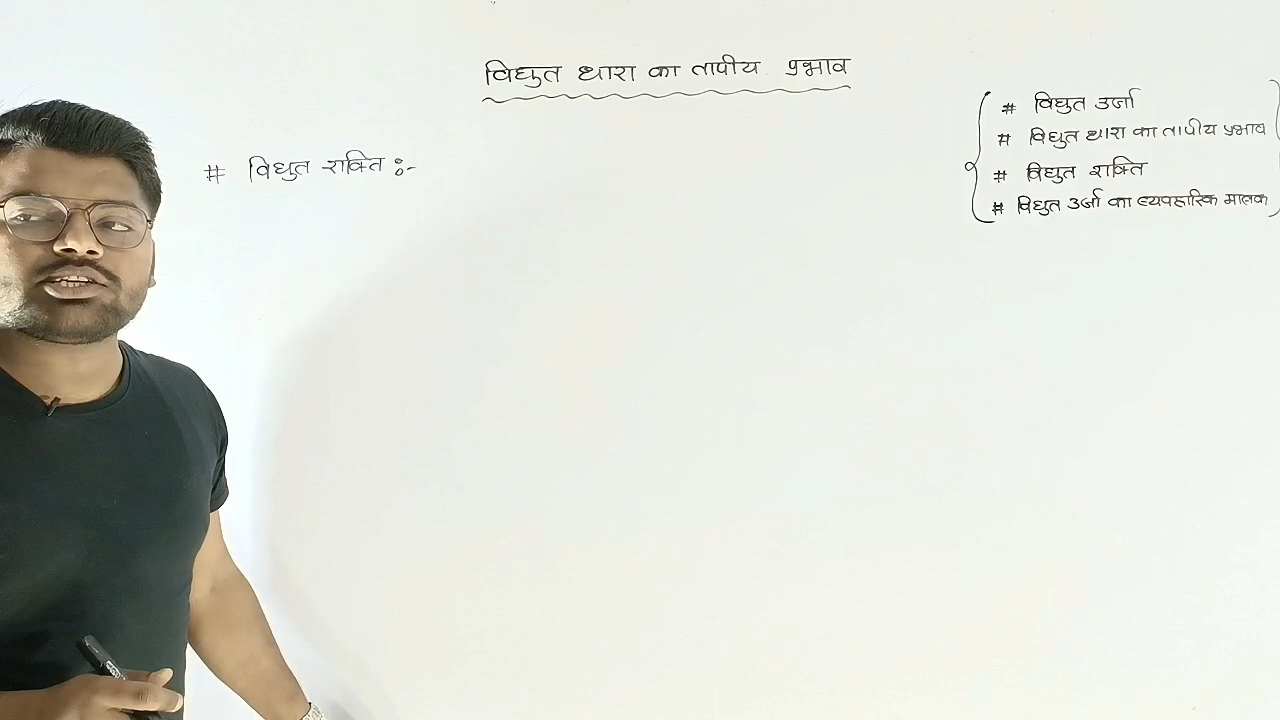 विद्युत धारा का तापीय प्रभाव
# विद्युत उर्जा
# विद्युत धारा का तापीय प्रभाव
# विद्युत शक्ति
# विद्युत उर्जा का व्यवहारिक मात्रक
# विद्युत शक्ति :-